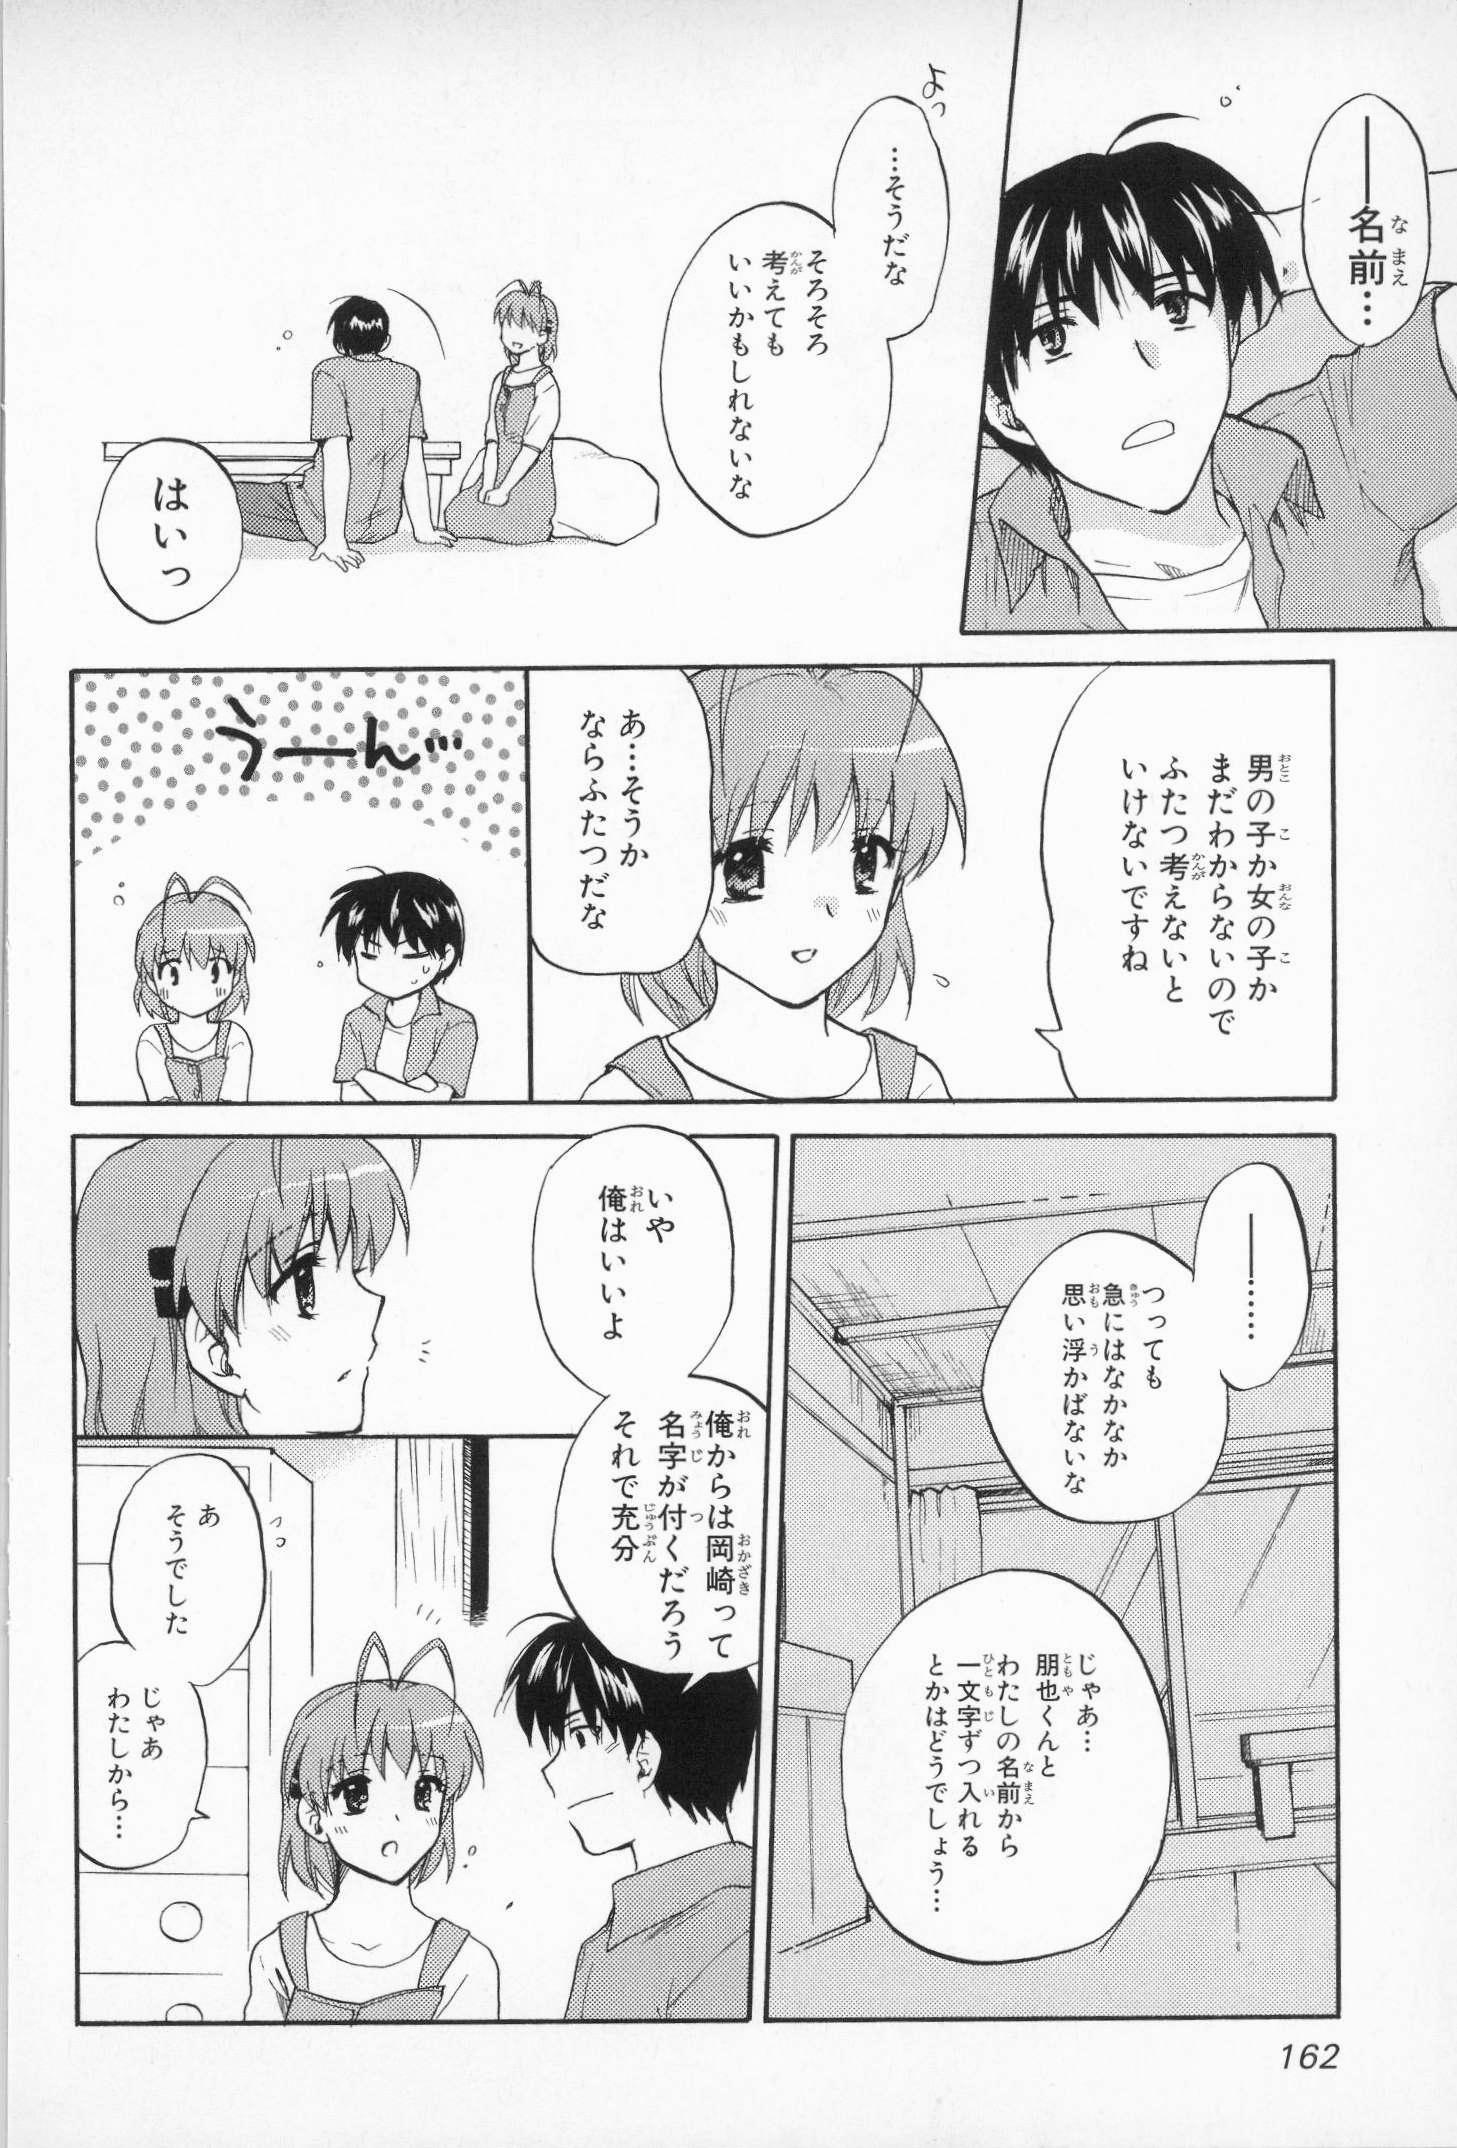 ――名前…
よっ
…そうだな
そろそろ
考えても
いいかもしれないな
はいっ
男の子か女の子か
まだわからないので
ふたつ考えないと
いけないですね
あ…そうか
ならふたつだな
うーん…
――……
つっても
急にはなかなか
思い浮かばないな
じゃあ…
朋也くんと
わたしの名前から
一文字ずつ入れる
とかはどうでしょう…
いや
俺はいいよ
俺からは岡崎って
名字が付くだろう
それで充分
あ
そうでした
じゃあ
わたしから…
162